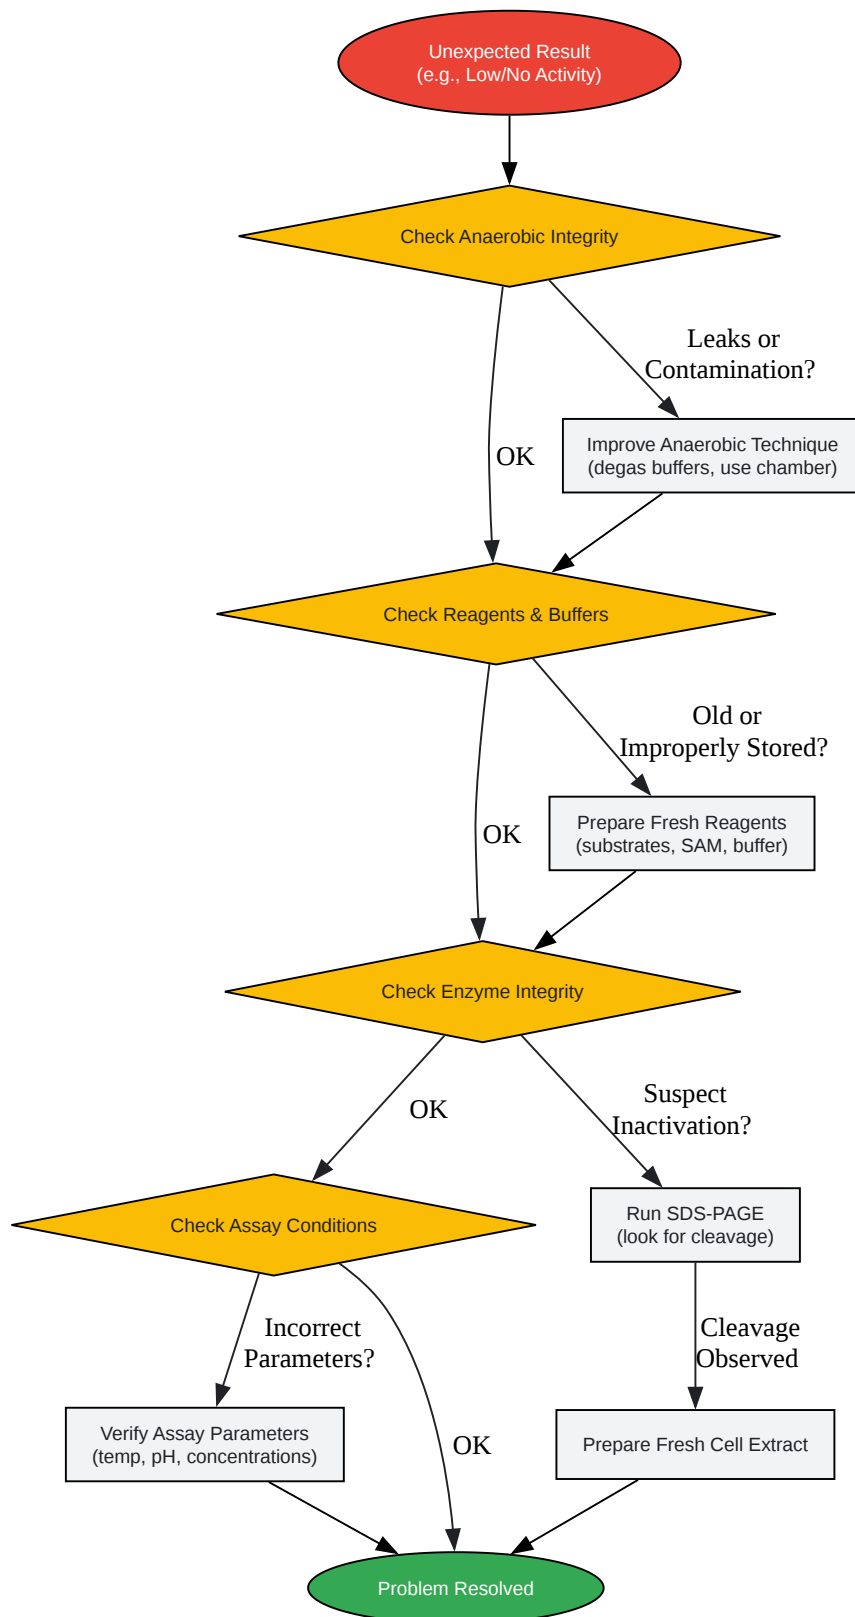 Unexpected Result
(e.g., Low/No Activity)
Check Anaerobic Integrity
Leaks or
Contamination?
Improve Anaerobic Technique
(degas buffers, use chamber)
OK
Check Reagents & Buffers
Old or
Improperly Stored?
Prepare Fresh Reagents
(substrates, SAM, buffer)
OK
Check Enzyme Integrity
OK
Suspect
Inactivation?
Check Assay Conditions
Run SDS-PAGE
(look for cleavage)
Incorrect
Parameters?
Cleavage
Observed
Verify Assay Parameters
(temp, pH, concentrations)
OK
Prepare Fresh Cell Extract
Problem Resolved